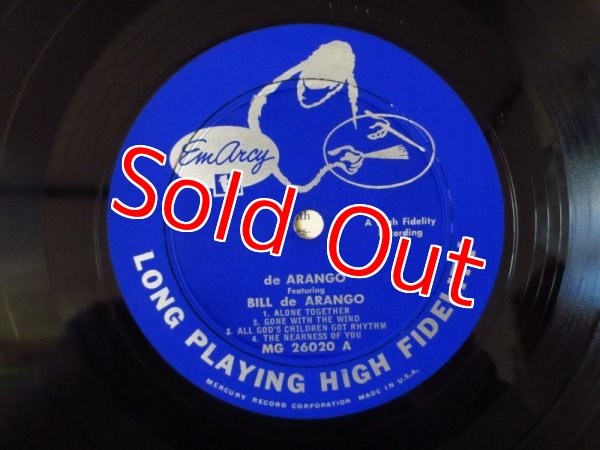 EmArcy
A High Fidelity
Recording
Sold Out
de ARANGO
Featuring
BILL de ARANGO
1. ALONE TOGETHER
2. GONE WITH THE WIND
3. ALL GOD'S CHILDREN GOT RHYTHM
4. THE NEARNESS OF YOU
MG 26020 A
LONG PLAYING HIGH FIDELITY
MERCURY RECORD CORPORATION MADE IN U.S.A.